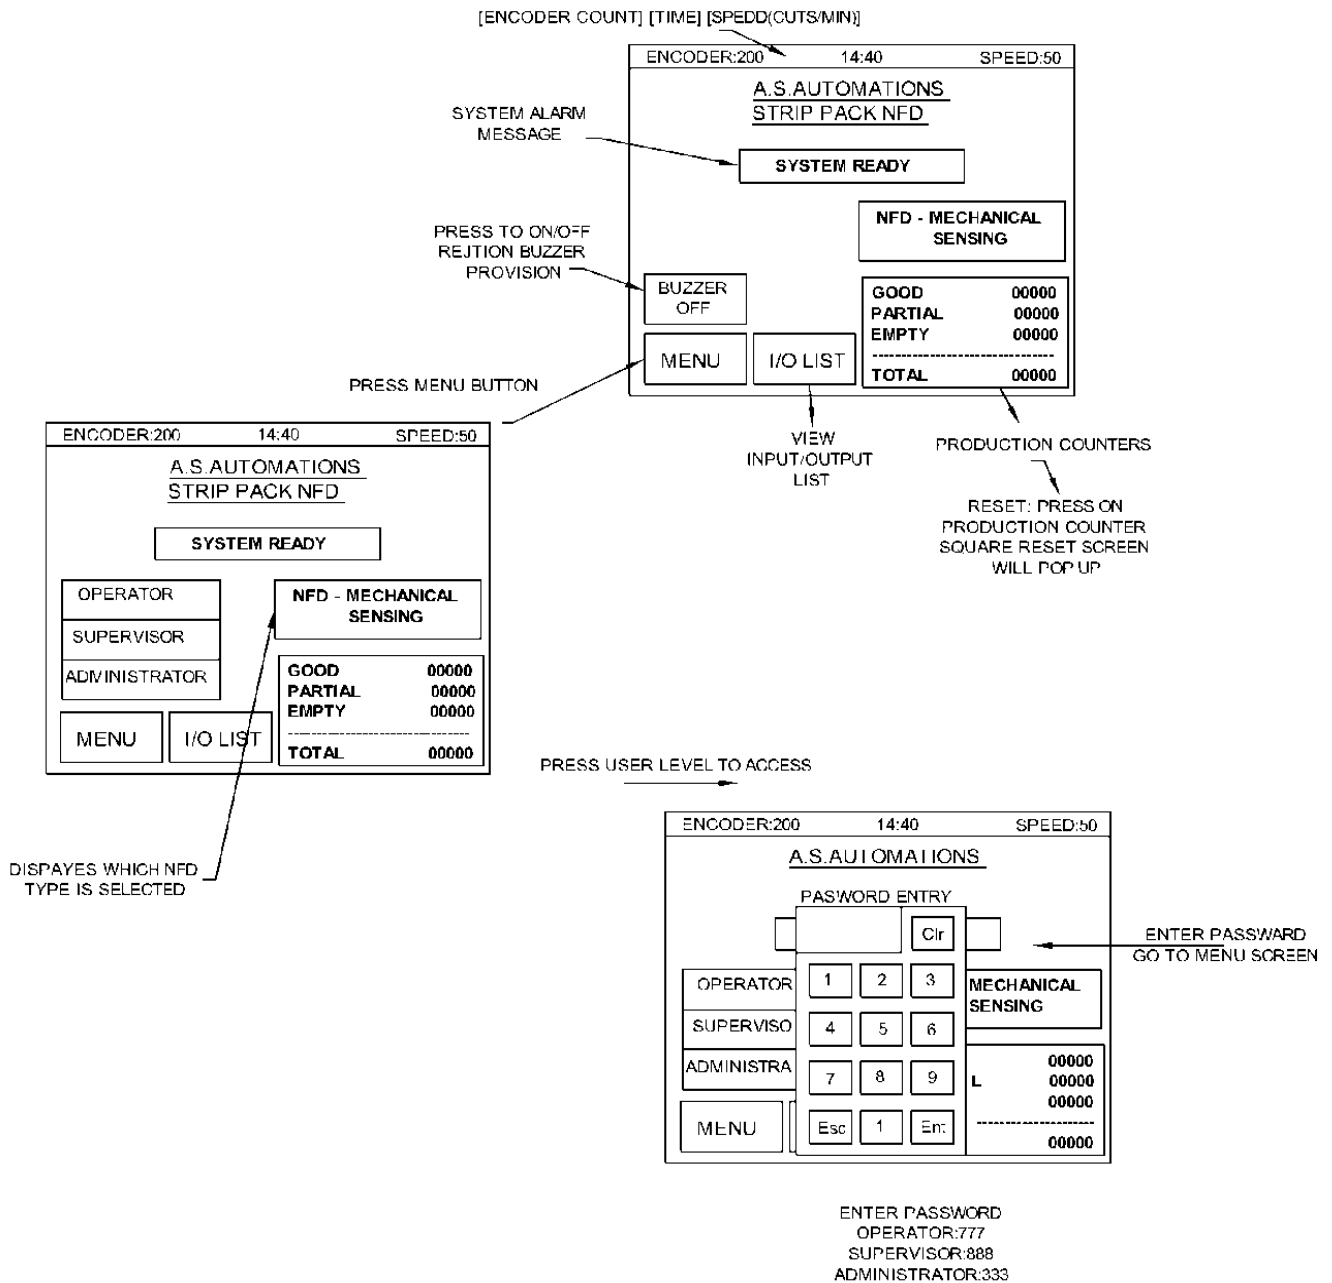 [ENCODER COUNT] [TIME] [SPEDD(CUTS/MIN)]
ENCODER:200 14:40 SPEED:50
A.S.AUTOMATIONS
STRIP PACK NFD
SYSTEM ALARM
MESSAGE
SYSTEM READY
NFD - MECHANICAL
SENSING
PRESS TO ON/OFF
REJTION BUZZER
PROVISION
BUZZER
OFF
GOOD 00000
PARTIAL 00000
EMPTY 00000
TOTAL 00000
MENU
I/O LIST
PRESS MENU BUTTON
VIEW
INPUT/OUTPUT
LIST
PRODUCTION COUNTERS
RESET: PRESS ON
PRODUCTION COUNTER
SQUARE RESET SCREEN
WILL POP UP
ENCODER:200 14:40 SPEED:50
A.S.AUTOMATIONS
STRIP PACK NFD
SYSTEM READY
OPERATOR
SUPERVISOR
ADMINISTRATOR
NFD - MECHANICAL
SENSING
GOOD 00000
PARTIAL 00000
EMPTY 00000
TOTAL 00000
MENU
I/O LIST
DISPAYES WHICH NFD
TYPE IS SELECTED
PRESS USER LEVEL TO ACCESS
ENCODER:200 14:40 SPEED:50
A.S.AUTOMATIONS
PASWORD ENTRY
Clr
1 2 3
4 5 6
7 8 9
Esc 1 Ent
OPERATOR
SUPERVISO
ADMINISTRA
MENU
MECHANICAL
SENSING
00000
L 00000
00000
00000
ENTER PASSWARD
GO TO MENU SCREEN
ENTER PASSWORD
OPERATOR:777
SUPERVISOR:888
ADMINISTRATOR:333